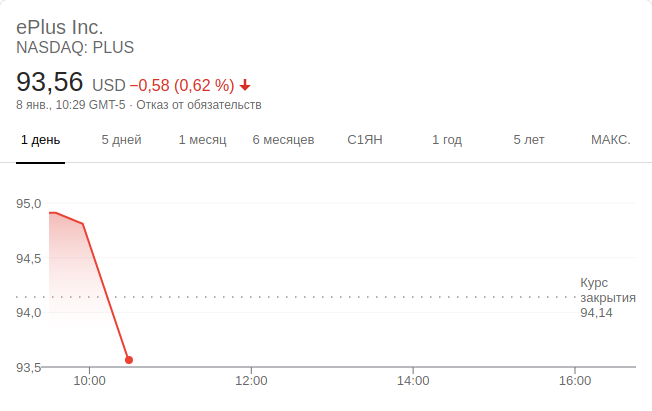 ePlus Inc.
NASDAQ: PLUS
93,56 USD −0,58 (0,62 %)
8 янв., 10:29 GMT-5 · Отказ от обязательств
1 день 5 дней 1 месяц 6 месяцев С1ЯН 1 год 5 лет МАКС.
95,0
94,5
94,0
93,5
Курс
закрытия
94,14
10:00 12:00 14:00 16:00